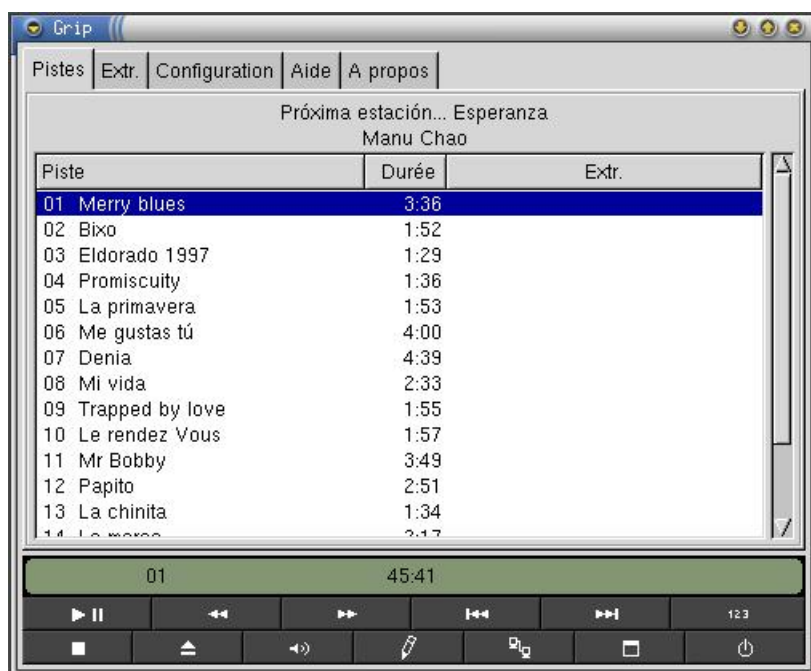 Grip
Pistes Extr. Configuration Aide A propos
Próxima estación... Esperanza
Manu Chao
Piste Durée Extr.
01 Merry blues 3:36
02 Bixo 1:52
03 Eldorado 1997 1:29
04 Promiscuity 1:36
05 La primavera 1:53
06 Me gustas tú 4:00
07 Denia 4:39
08 Mi vida 2:33
09 Trapped by love 1:55
10 Le rendez Vous 1:57
11 Mr Bobby 3:49
12 Papito 2:51
13 La chinita 1:34
14 La
01 45:41
123